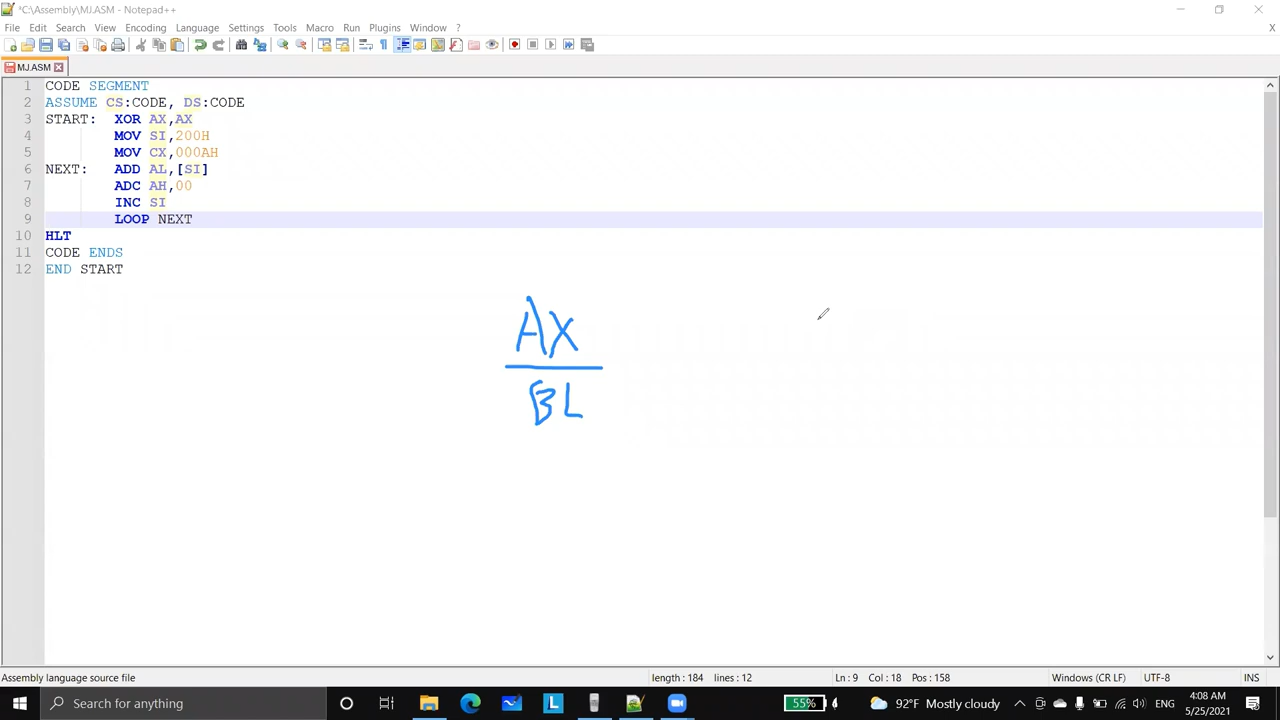 *C:\Assembly\MJ.ASM - Notepad++
File Edit Search View Encoding Language Settings Tools Macro Run Plugins Window ?
X
MJ.ASM
1 CODE SEGMENT
2 ASSUME CS:CODE, DS:CODE
3 START: XOR AX,AX
4 MOV SI,200H
5 MOV CX,000AH
6 NEXT: ADD AL,[SI]
7 ADC AH,00
8 INC SI
9 LOOP NEXT
10 HLT
11 CODE ENDS
12 END START
AX
BL
Assembly language source file length : 184 lines : 12 Ln : 9 Col : 18 Pos : 158 Windows (CR LF) UTF-8 INS
Type here to search
Search for anything 55% 92°F Mostly cloudy ENG 4:08 AM
5/25/2021